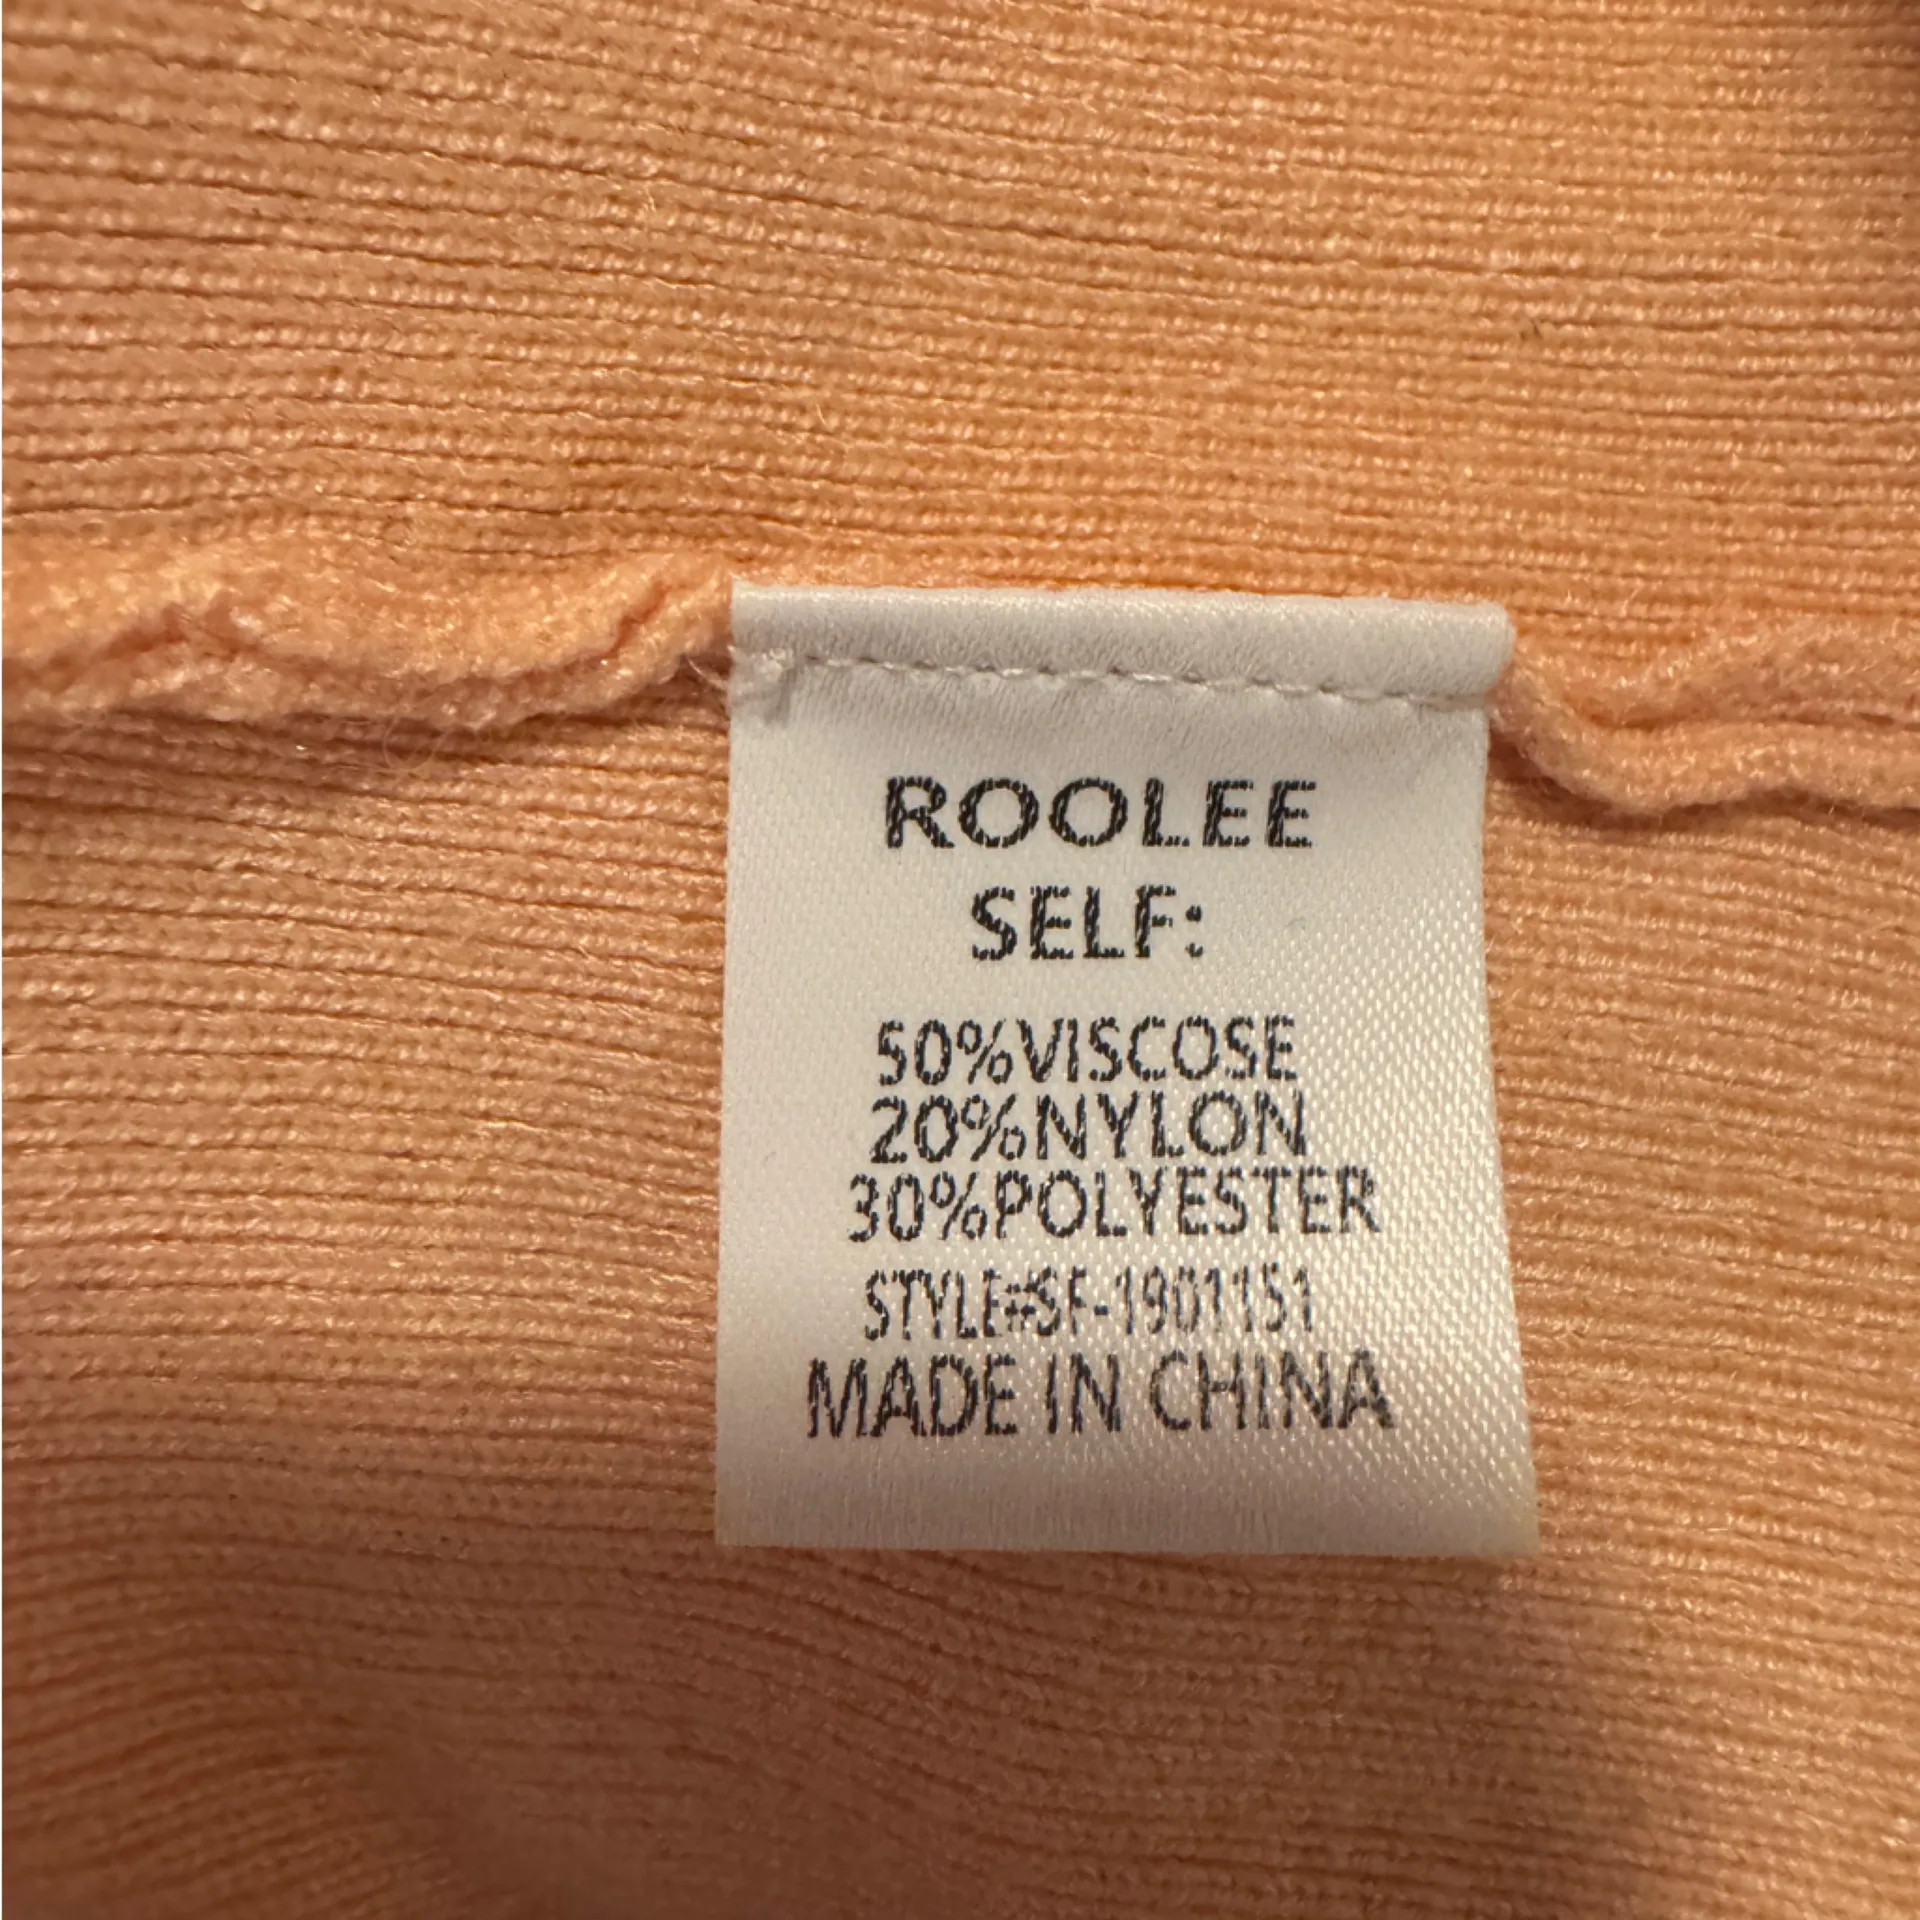 ROOLEE
SELF:
50%VISCOSE
20%NYLON
30%POLYESTER
STYLE#SF-1901151
MADE IN CHINA